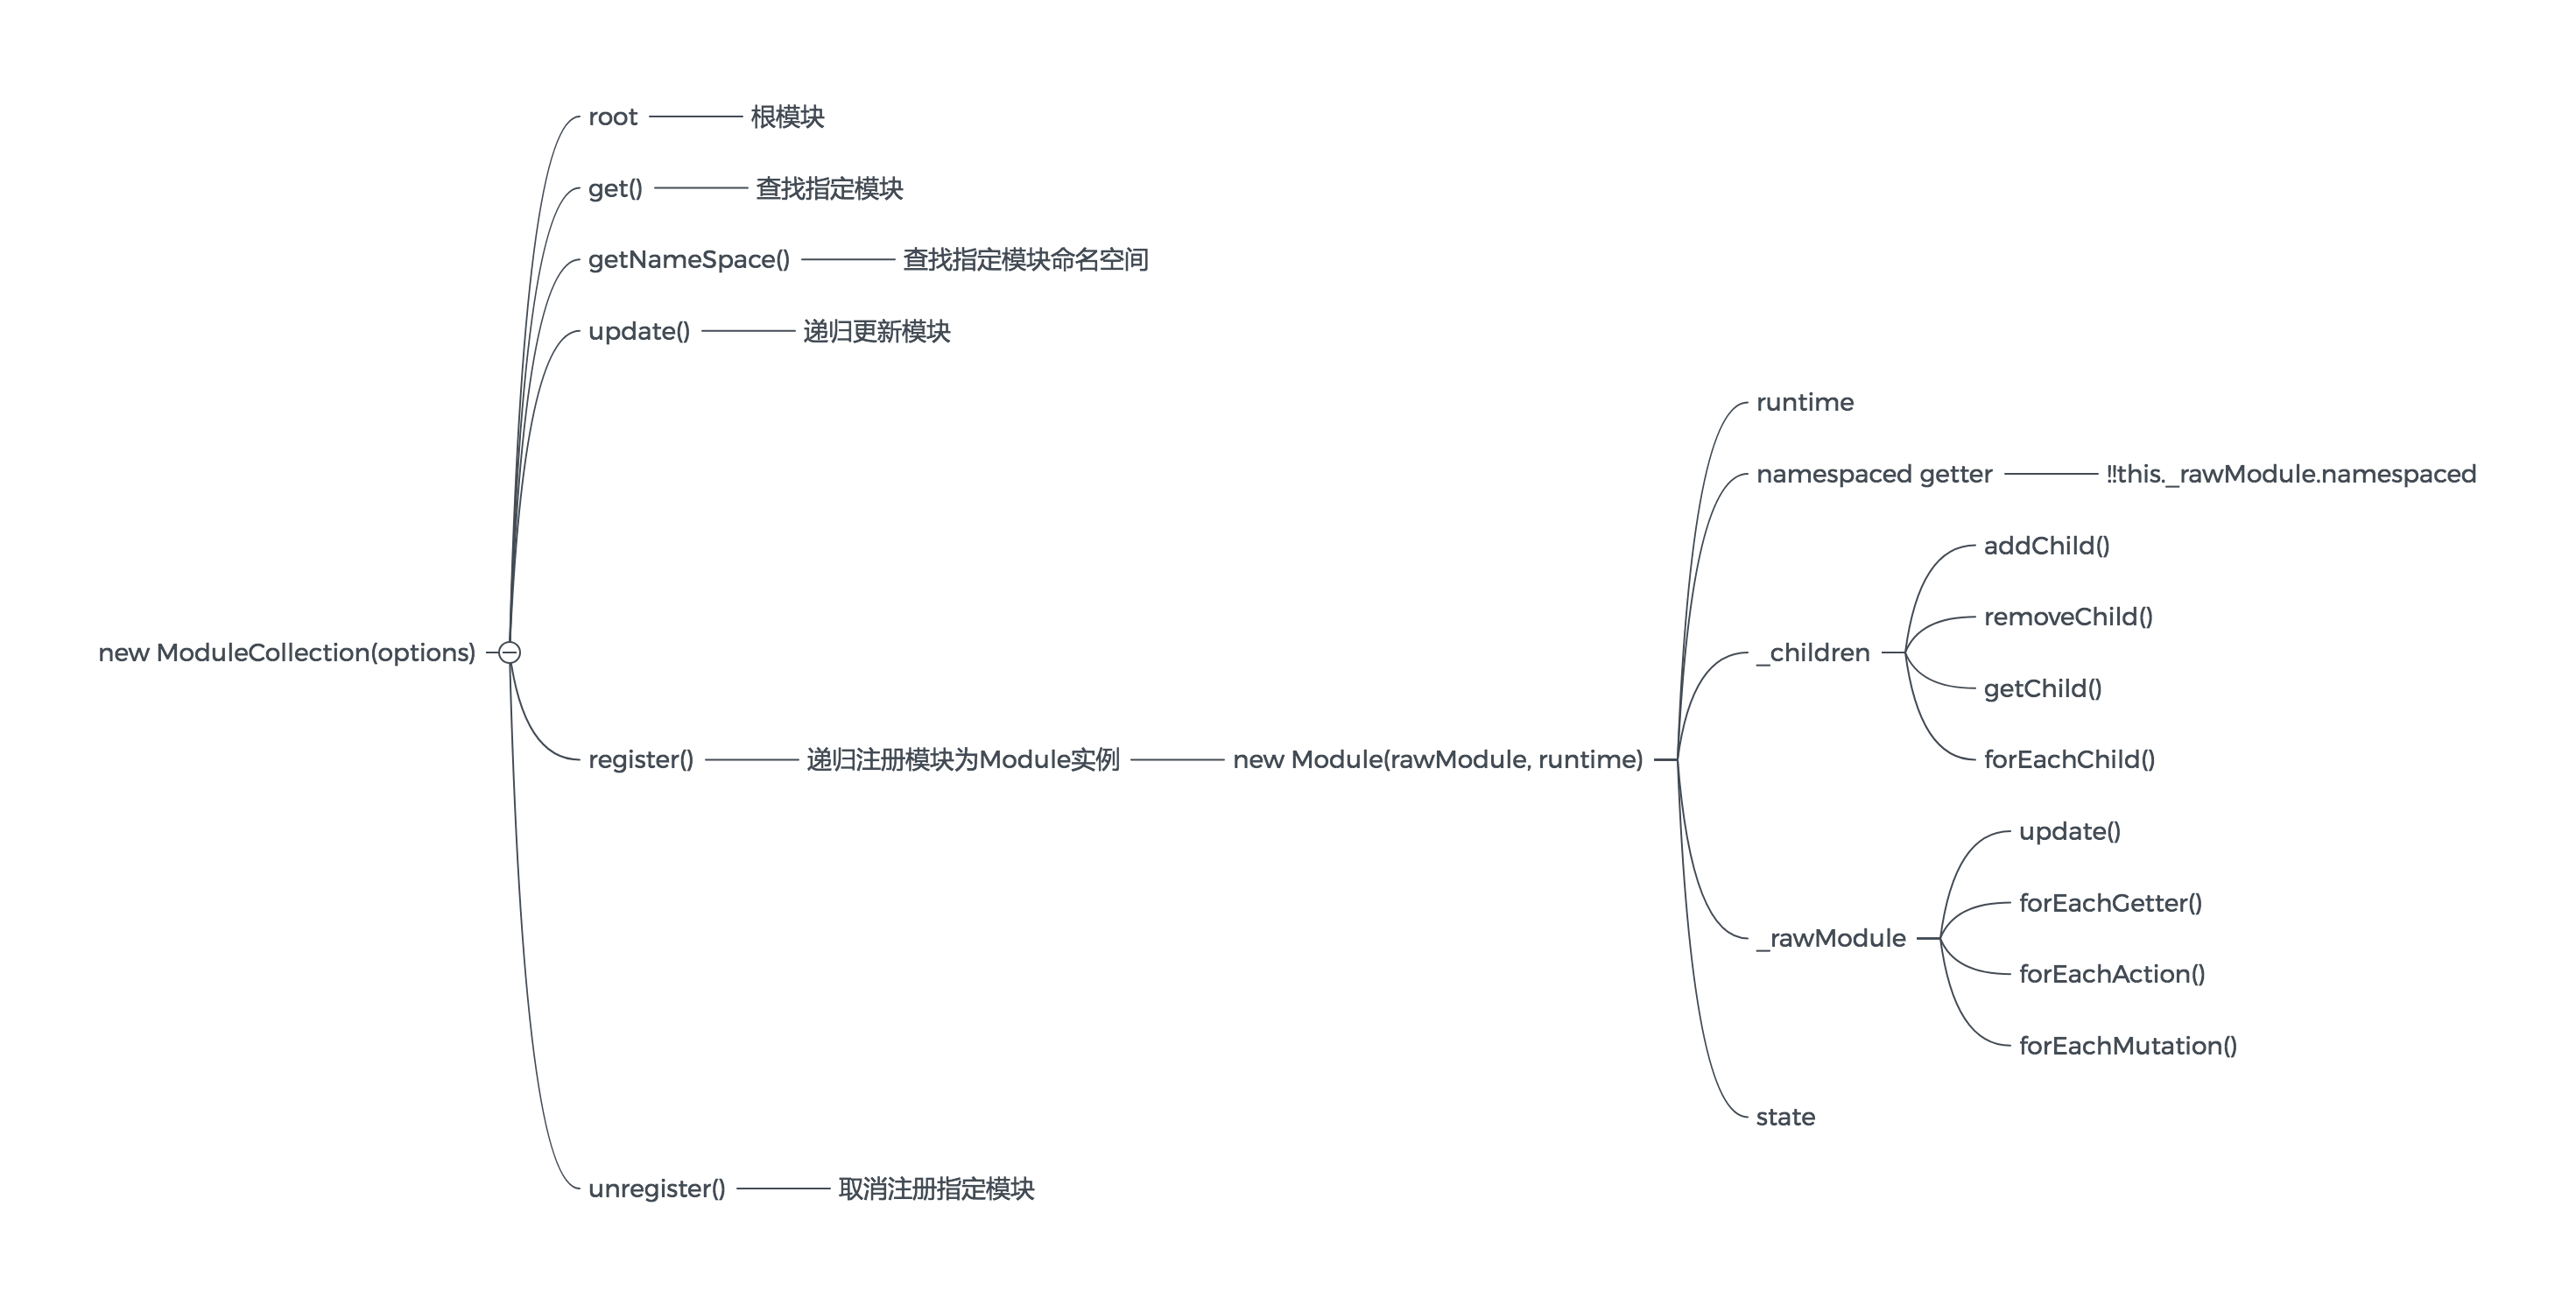 root
根模块
get()
查找指定模块
getNameSpace()
查找指定模块命名空间
update()
递归更新模块
new ModuleCollection(options)
register()
递归注册模块为Module实例
new Module(rawModule, runtime)
runtime
namespaced getter
!!this._rawModule.namespaced
_children
addChild()
removeChild()
getChild()
forEachChild()
_rawModule
update()
forEachGetter()
forEachAction()
forEachMutation()
state
unregister()
取消注册指定模块